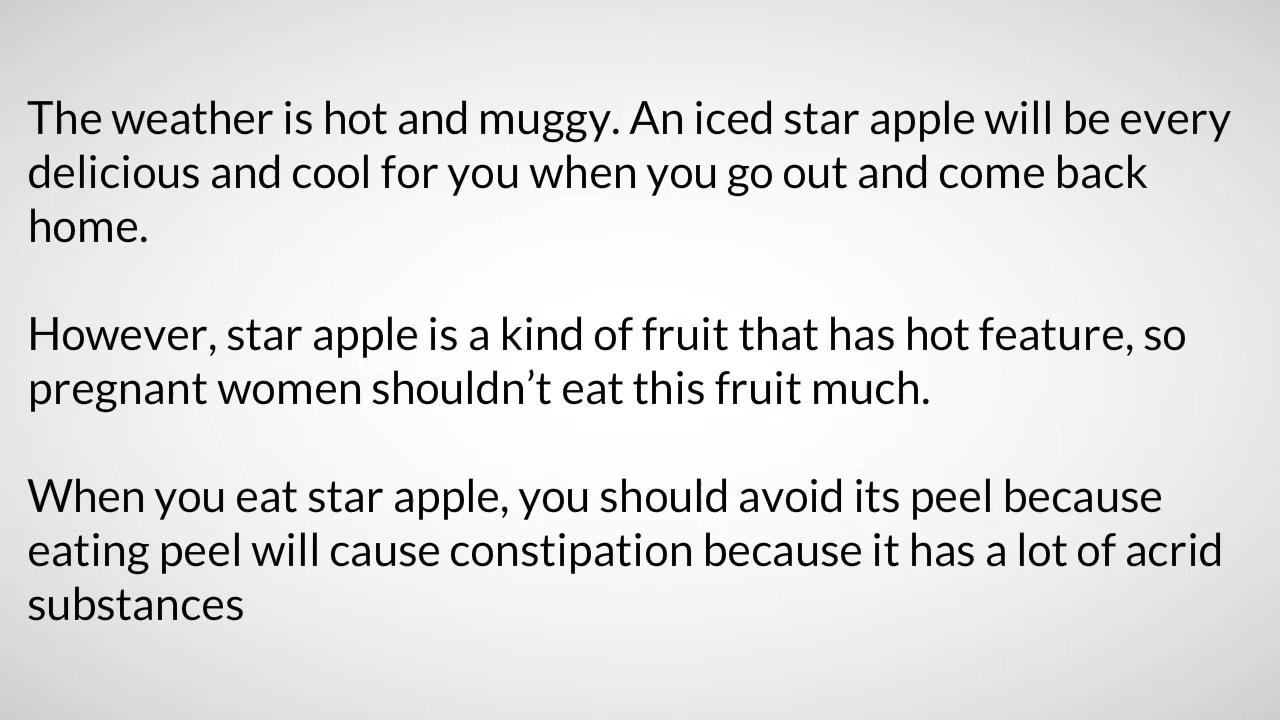 The weather is hot and muggy. An iced star apple will be every
delicious and cool for you when you go out and come back
home.
However, star apple is a kind of fruit that has hot feature, so
pregnant women shouldn’t eat this fruit much.
When you eat star apple, you should avoid its peel because
eating peel will cause constipation because it has a lot of acrid
substances